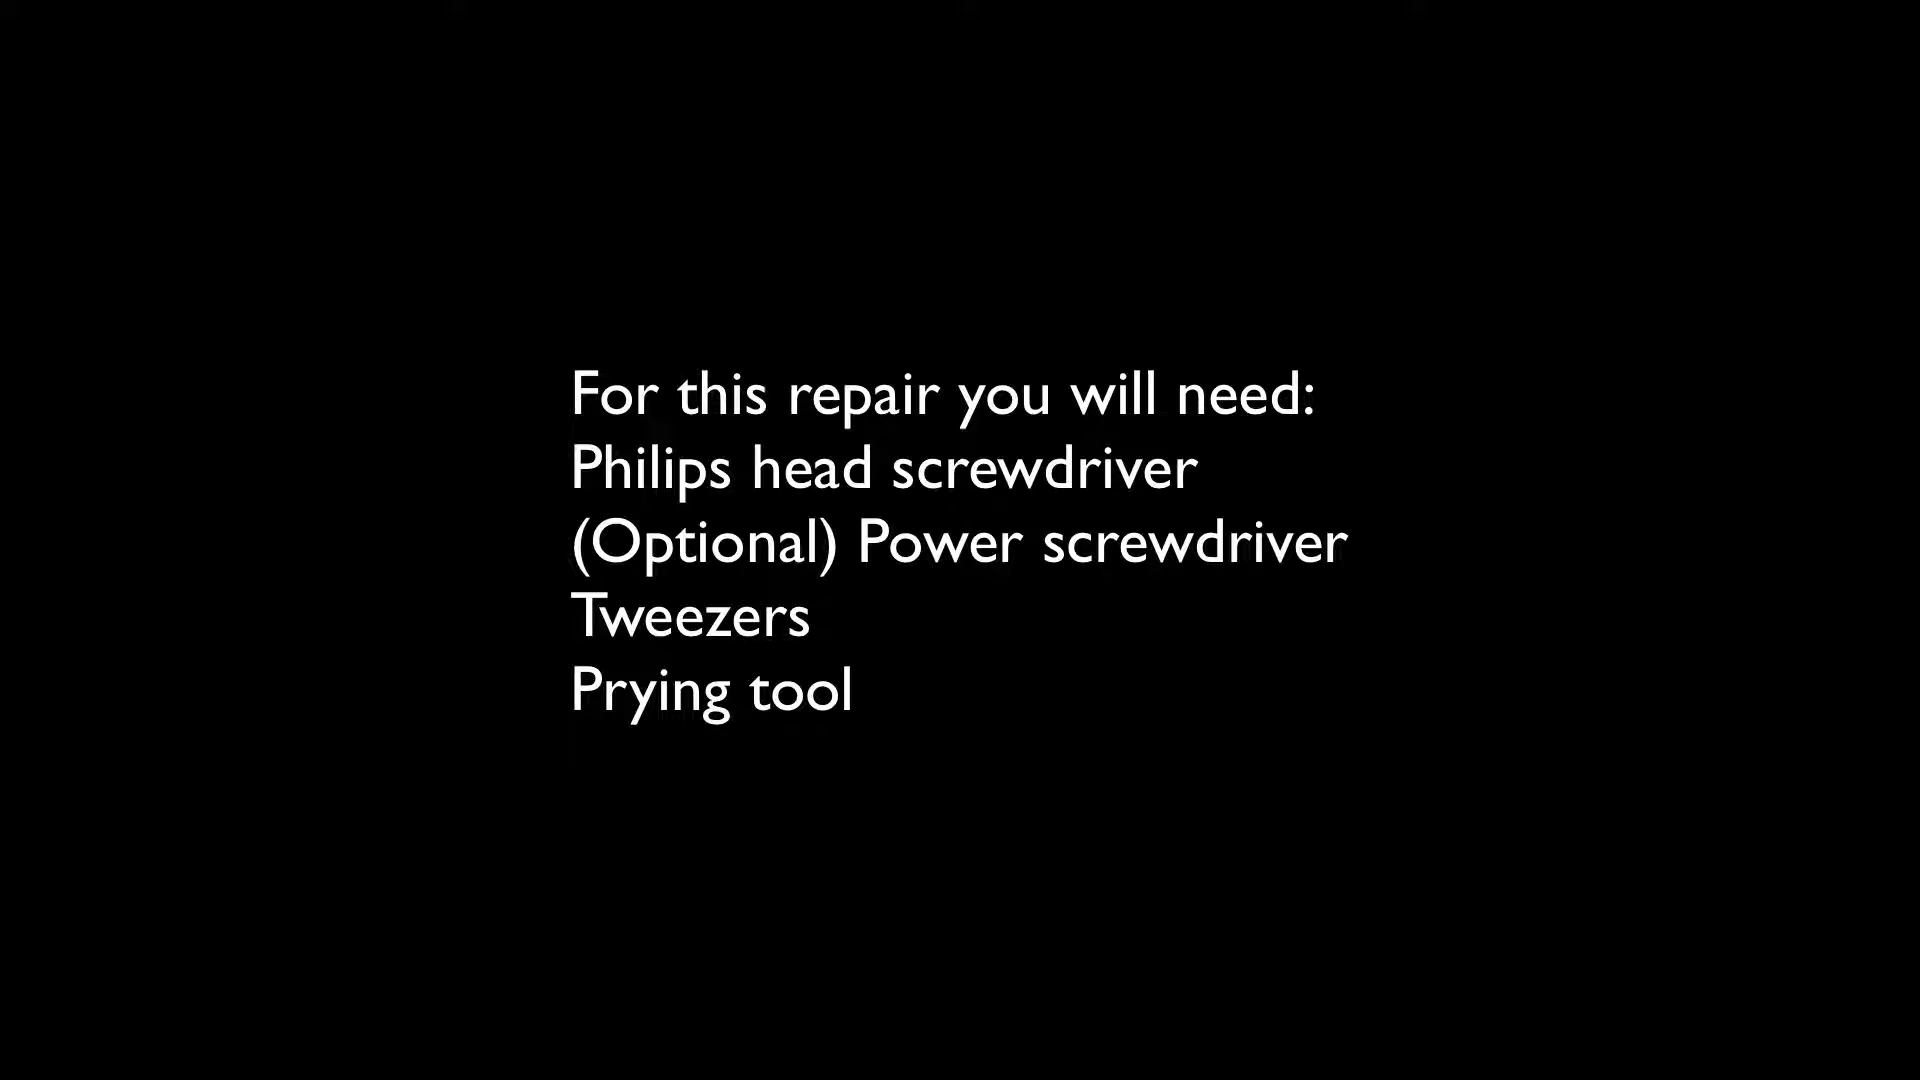 For this repair you will need:
Philips head screwdriver
(Optional) Power screwdriver
Tweezers
Prying tool